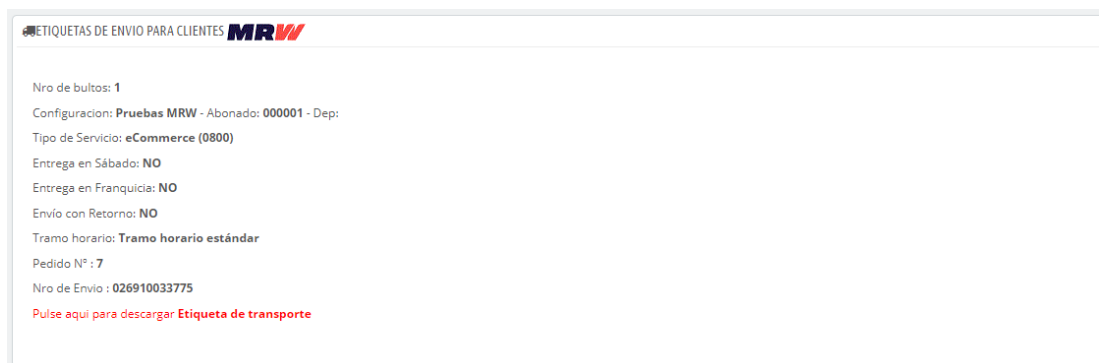 ETIQUETAS DE ENVIO PARA CLIENTES MRW
Nro de bultos: 1
Configuracion: Pruebas MRW - Abonado: 000001 - Dep:
Tipo de Servicio: eCommerce (0800)
Entrega en Sábado: NO
Entrega en Franquicia: NO
Envío con Retorno: NO
Tramo horario: Tramo horario estándar
Pedido Nº : 7
Nro de Envio : 026910033775
Pulse aqui para descargar Etiqueta de transporte